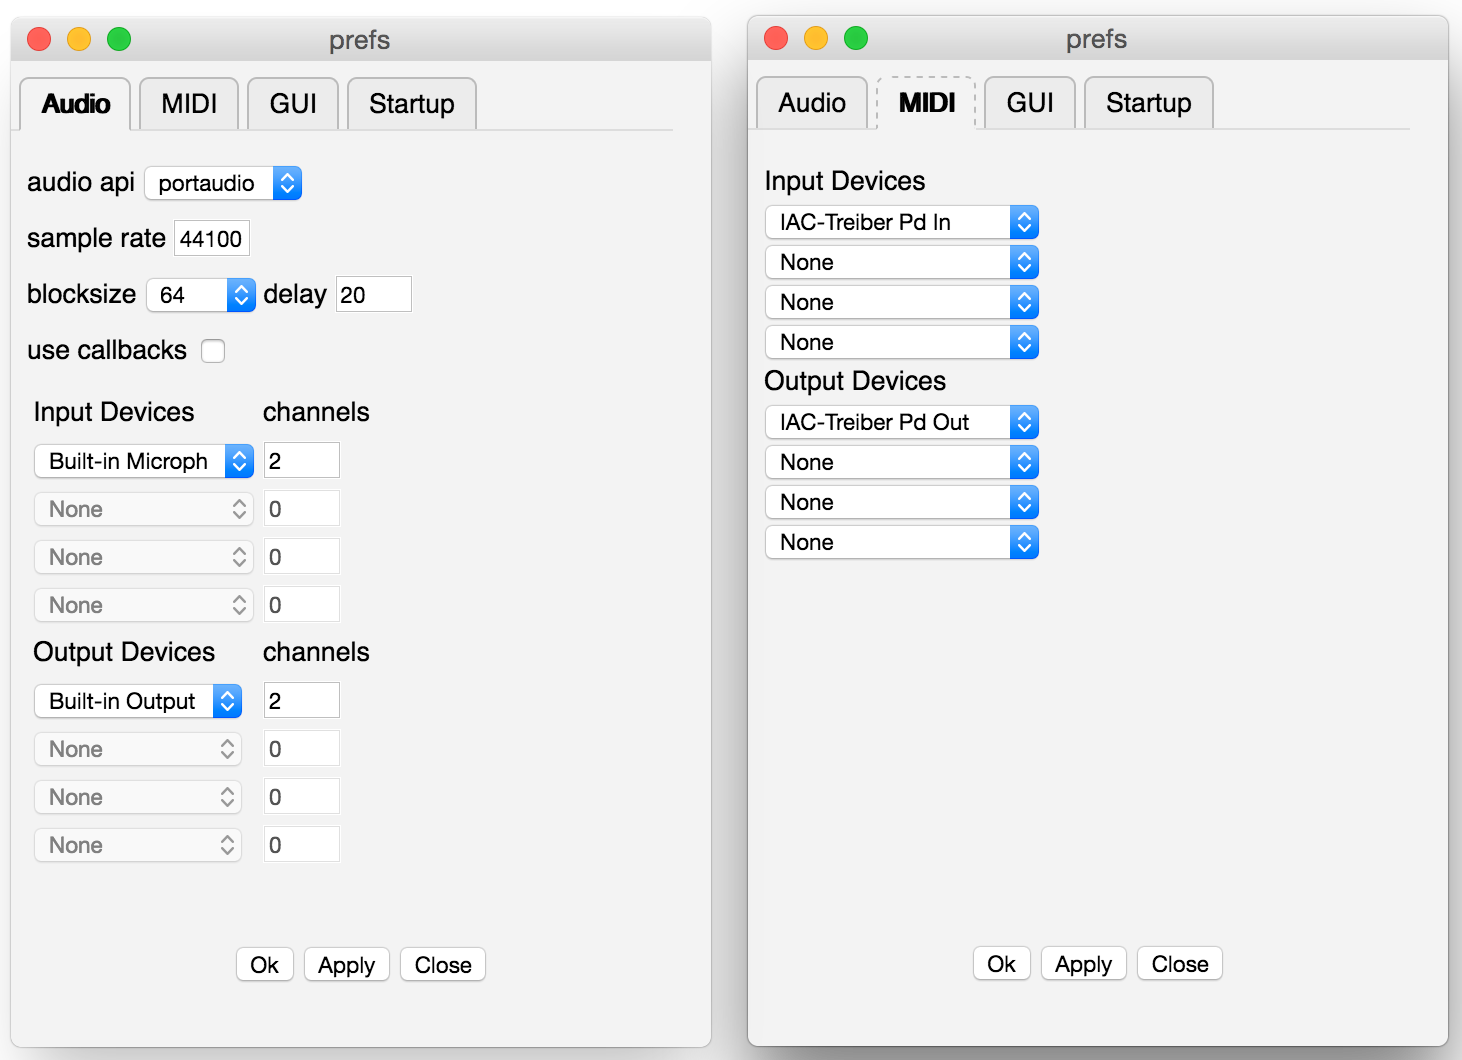 prefs
Audio MIDI GUI Startup
audio api portaudio
sample rate 44100
blocksize 64 delay 20
use callbacks
Input Devices channels
Built-in Microph 2
None 0
None 0
None 0
Output Devices channels
Built-in Output 2
None 0
None 0
None 0
Ok Apply Close
prefs
Audio MIDI GUI Startup
Input Devices
IAC-Treiber Pd In
None
None
None
Output Devices
IAC-Treiber Pd Out
None
None
None
Ok Apply Close